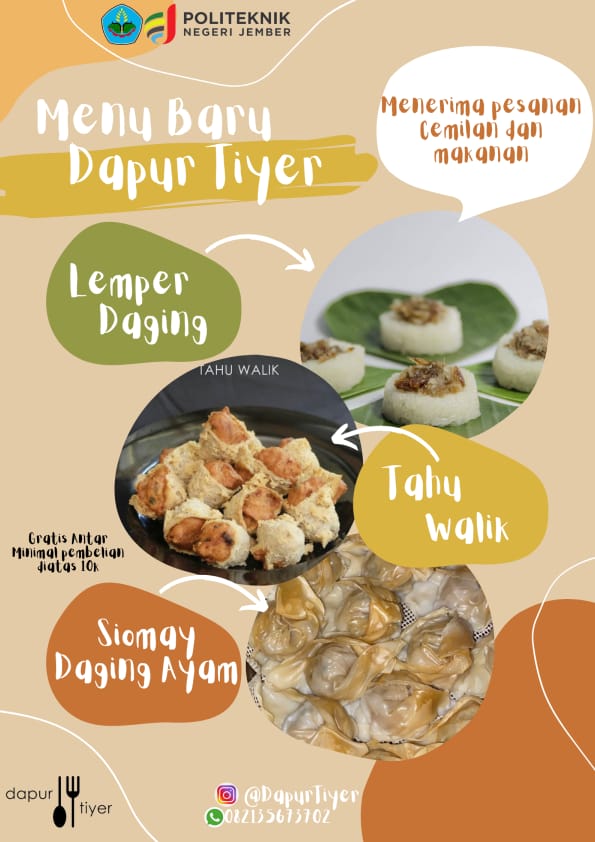 POLITEKNIK
NEGERI JEMBER
Menu Baru
Dapur Tiyer
Menerima pesanan
Cemilan dan
makanan
Lemper
Daging
TAHU WALIK
Tahu
Walik
Gratis Antar
Minimal pembelian
diatas 10k
Siomay
Daging Ayam
dapur
tiyer
@DapurTiyer
082135673702